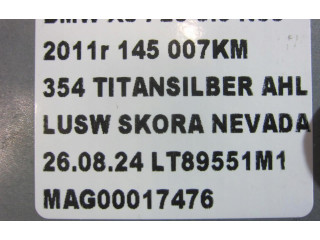 2011r 145 007KM
354 TITANSILBER AHL
LUSW SKORA NEVADA
26.08.24 LT89551M1
MAG00017476